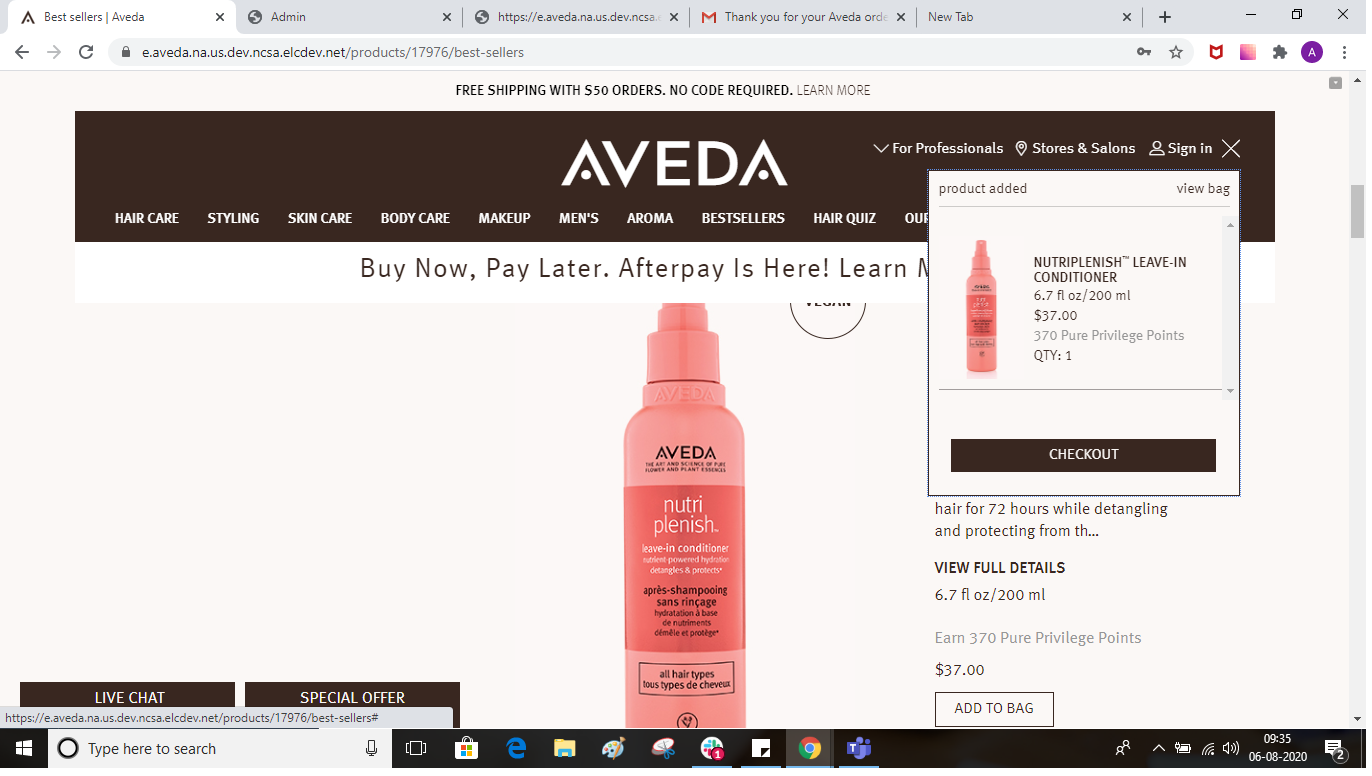 Best sellers | Aveda
Admin
https://e.aveda.na.us.dev.ncsa.e
Thank you for your Aveda orde
New Tab
e.aveda.na.us.dev.ncsa.elcdev.net/products/17976/best-sellers
A
FREE SHIPPING WITH $50 ORDERS. NO CODE REQUIRED. LEARN MORE
AVEDA
For Professionals
Stores & Salons
Sign in
HAIR CARE
STYLING
SKIN CARE
BODY CARE
MAKEUP
MEN'S
AROMA
BESTSELLERS
HAIR QUIZ
OUR
Buy Now, Pay Later. Afterpay Is Here! Learn M
product added
view bag
NUTRIPLENISH™ LEAVE-IN
CONDITIONER
6.7 fl oz/200 ml
$37.00
370 Pure Privilege Points
QTY: 1
CHECKOUT
VEGAN
AVEDA
AVEDA
THE ART AND SCIENCE OF PURE
FLOWER AND PLANT ESSENCES
nutri
plenish™
leave-in conditioner
nutrient-powered hydration
detangles & protects*
après-shampooing
sans rinçage
hydratation à base
de nutriments
démêle et protège*
all hair types
tous types de cheveux
hair for 72 hours while detangling
and protecting from th...
VIEW FULL DETAILS
6.7 fl oz/200 ml
Earn 370 Pure Privilege Points
$37.00
ADD TO BAG
LIVE CHAT
SPECIAL OFFER
https://e.aveda.na.us.dev.ncsa.elcdev.net/products/17976/best-sellers#
Type here to search
1
09:35
06-08-2020
2